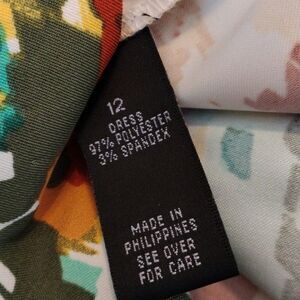 12
DRESS
97% POLYESTER
3% SPANDEX
MADE IN
PHILIPPINES
SEE OVER
FOR CARE